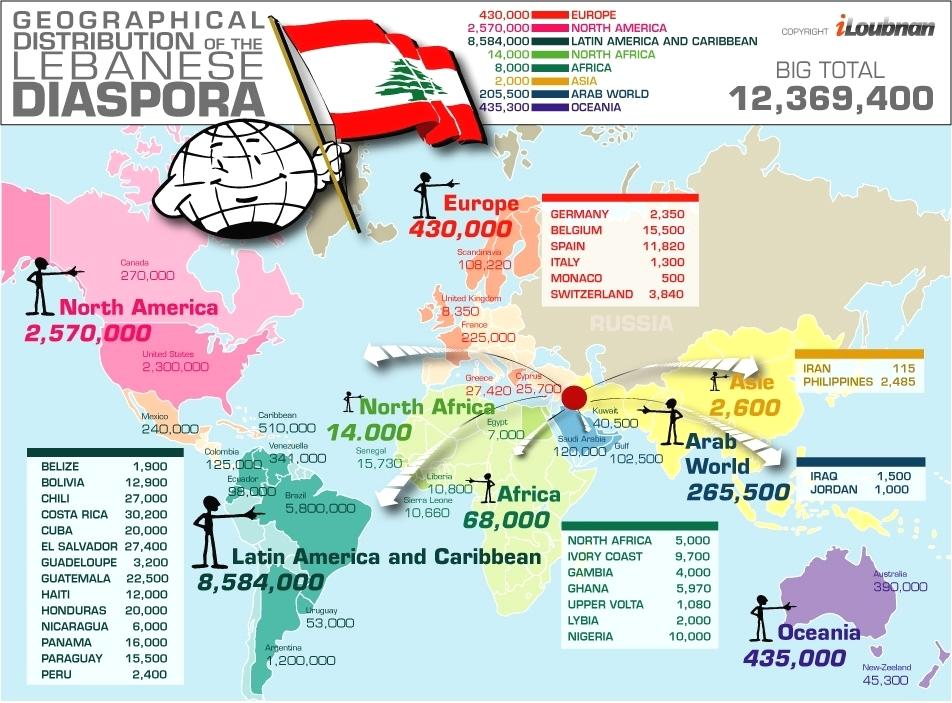 GEOGRAPHICAL
DISTRIBUTION OF THE
LEBANESE
DIASPORA
430,000 EUROPE
2,570,000 NORTH AMERICA
8,584,000 LATIN AMERICA AND CARIBBEAN
14,000 NORTH AFRICA
8,000 AFRICA
2,000 ASIA
205,500 ARAB WORLD
435,300 OCEANIA
COPYRIGHT iLoubnan
BIG TOTAL
12,369,400
Europe
430,000
Scandinavia
108,220
United Kingdom
8,350
France
225,000
Greece
27,420
Cyprus
25,700
GERMANY 2,350
BELGIUM 15,500
SPAIN 11,820
ITALY 1,300
MONACO 500
SWITZERLAND 3,840
RUSSIA
Canada
270,000
North America
2,570,000
United States
2,300,000
Mexico
240,000
Caribbean
510,000
Colombia
125,000
Venezuella
341,000
Ecuador
98,000
Brazil
5,800,000
North Africa
14.000
Egypt
7,000
Senegal
15,730
Liberia
10,800
Sierra Leone
10,660
Africa
68,000
Kuwait
40,500
Saudi Arabia
120,000
Gulf
102,500
Asie
2,600
IRAN 115
PHILIPPINES 2,485
Arab
World
265,500
IRAQ 1,500
JORDAN 1,000
BELIZE 1,900
BOLIVIA 12,900
CHILI 27,000
COSTA RICA 30,200
CUBA 20,000
EL SALVADOR 27,400
GUADELOUPE 3,200
GUATEMALA 22,500
HAITI 12,000
HONDURAS 20,000
NICARAGUA 6,000
PANAMA 16,000
PARAGUAY 15,500
PERU 2,400
Latin America and Caribbean
8,584,000
Uruguay
53,000
Argentina
1,200,000
NORTH AFRICA 5,000
IVORY COAST 9,700
GAMBIA 4,000
GHANA 5,970
UPPER VOLTA 1,080
LYBIA 2,000
NIGERIA 10,000
Australia
390,000
Oceania
435,000
New-Zeeland
45,300